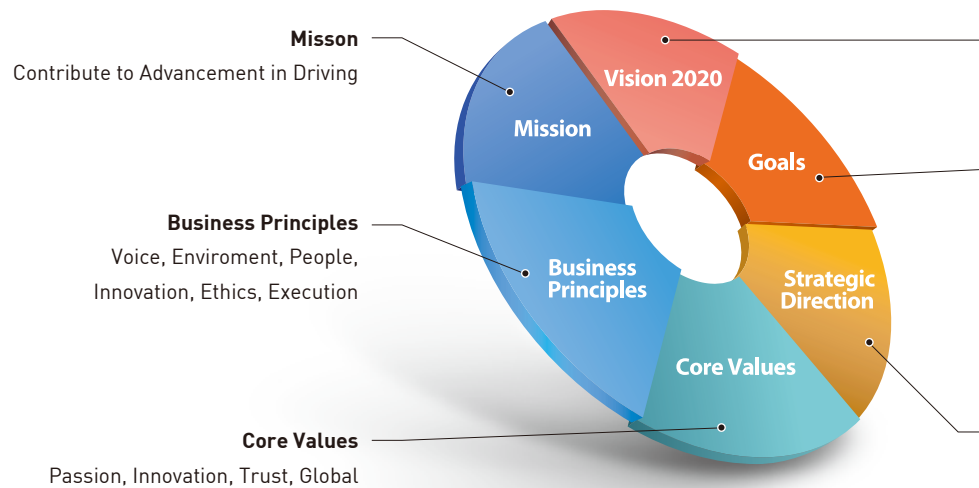 Misson
Contribute to Advancement in Driving
Business Principles
Voice, Enviroment, People,
Innovation, Ethics, Execution
Core Values
Passion, Innovation, Trust, Global
Vision 2020
Mission
Goals
Business
Principles
Strategic
Direction
Core Values